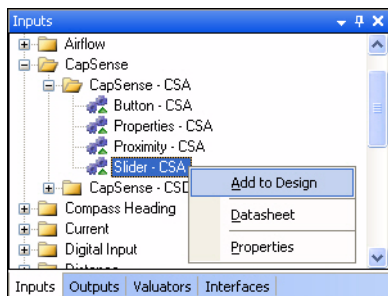 Inputs
Airflow
CapSense
CapSense - CSA
Button - CSA
Properties - CSA
Proximity - CSA
Slider - CSA
Add to Design
CapSense - CSD
Datasheet
Compass Heading
Current
Properties
Digital Input
Distance
Inputs Outputs Valuators Interfaces